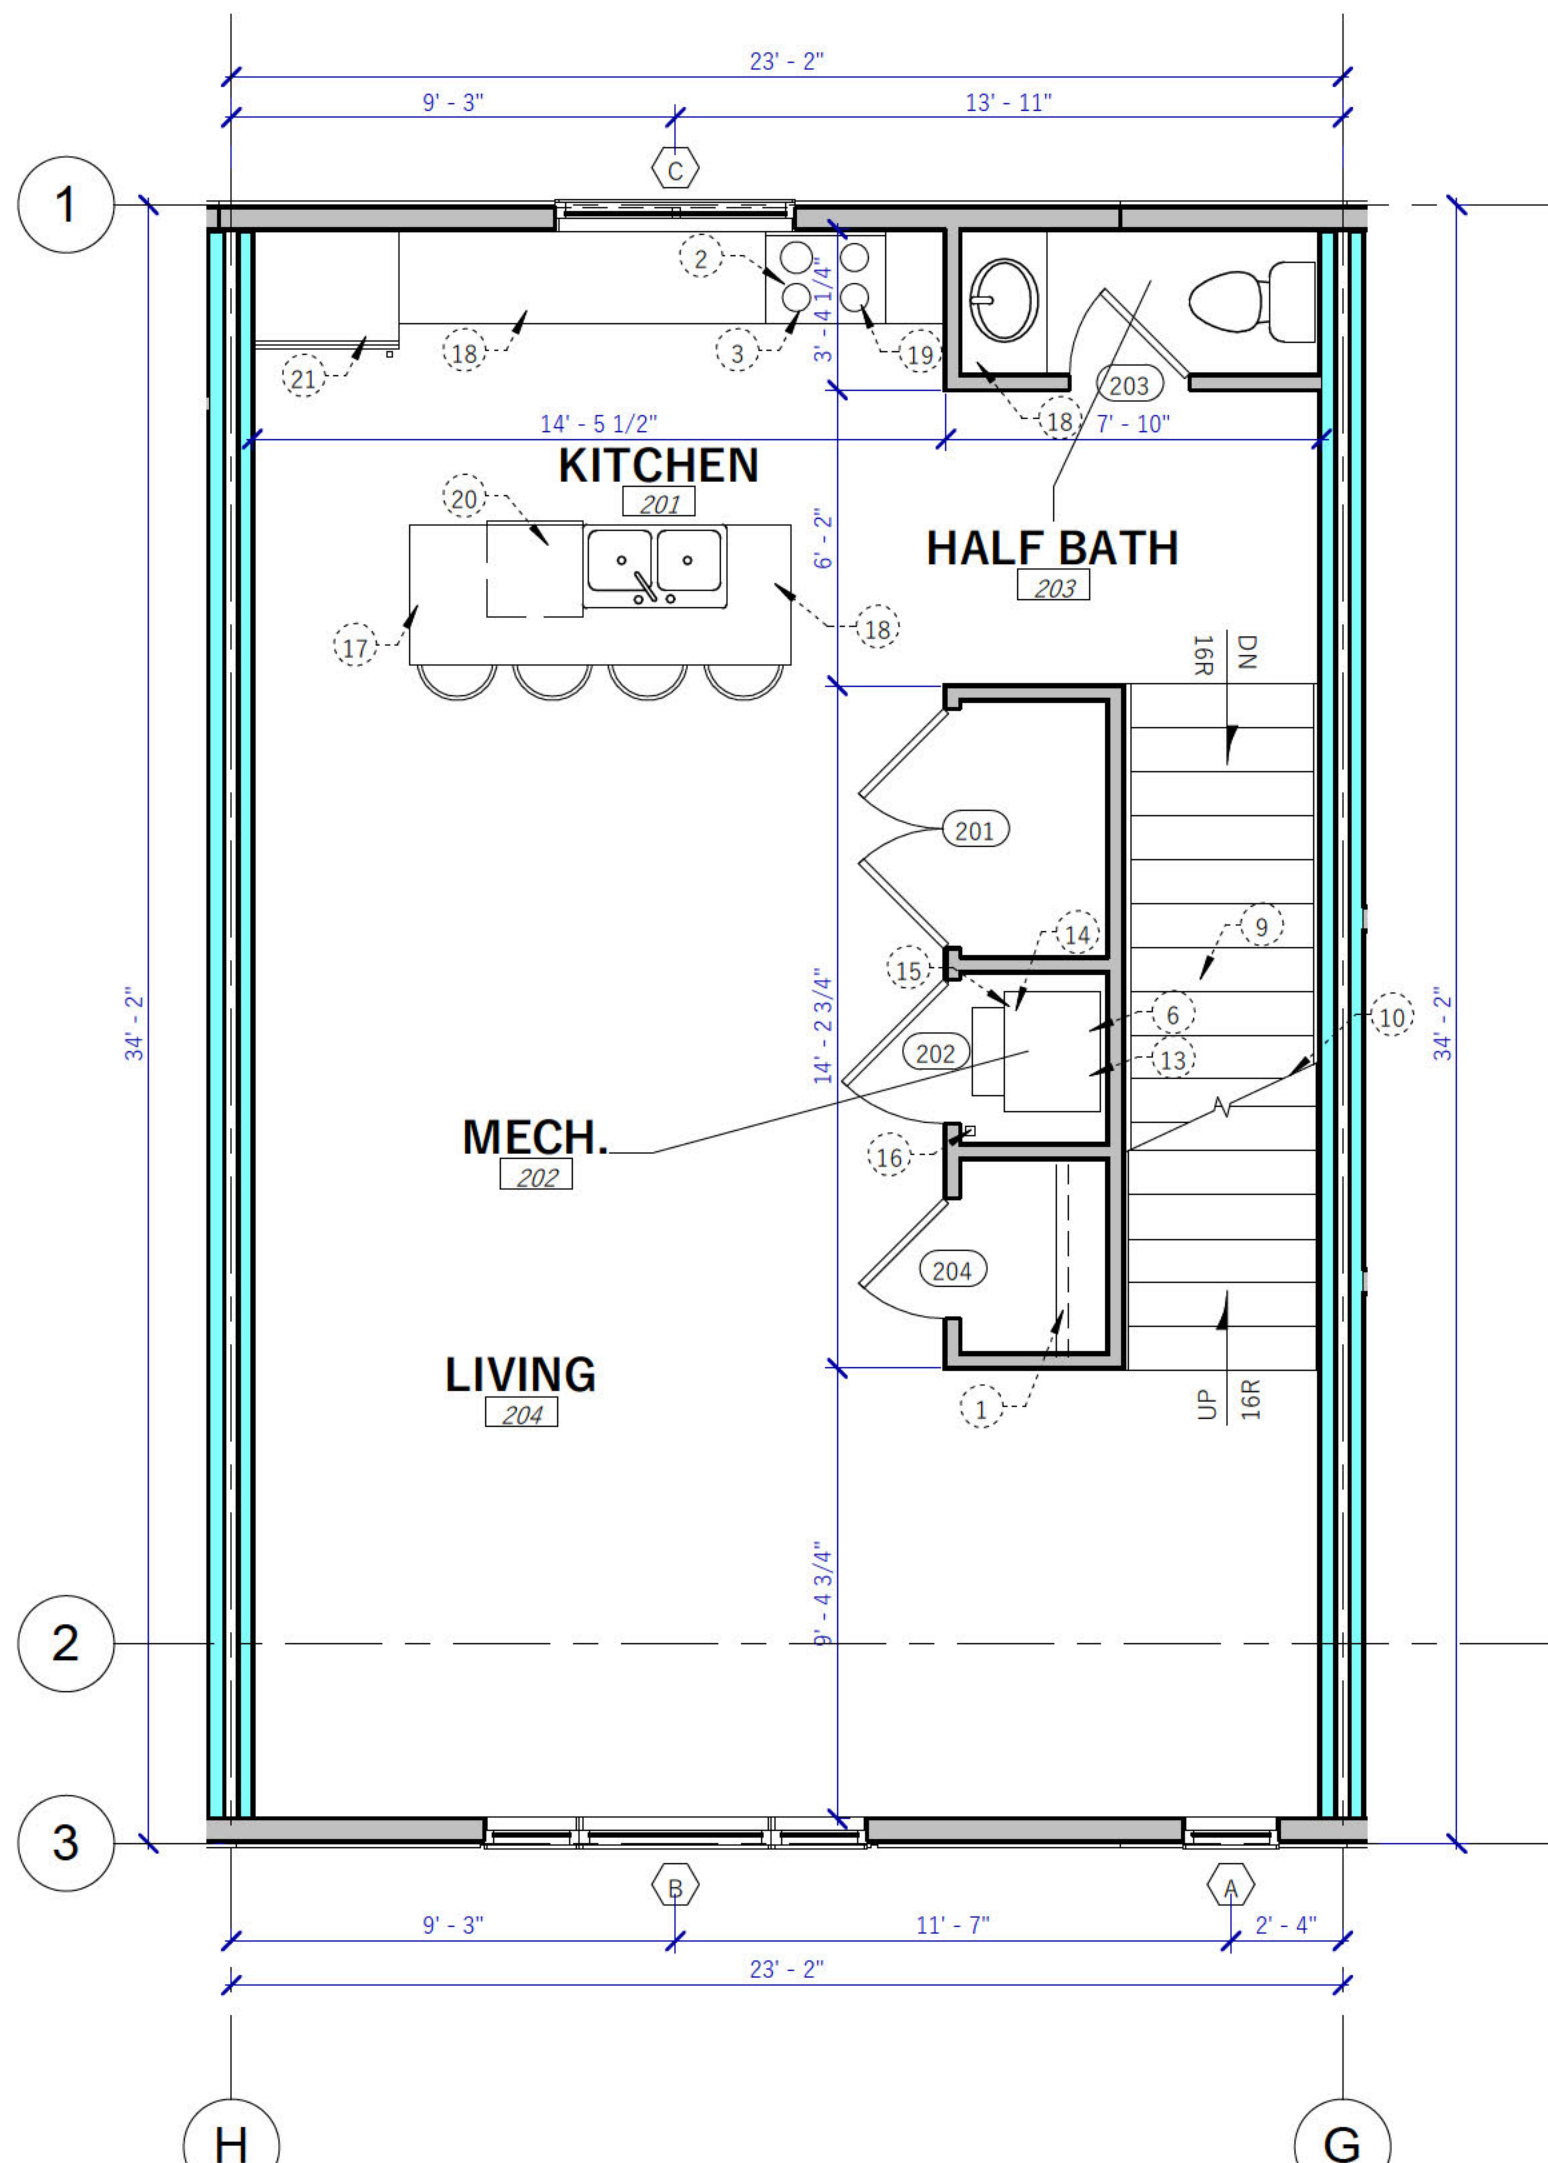 23' - 2"
9' - 3"
13' - 11"
C
1
2
3' - 4 1/4"
18
3
19
21
203
18
14' - 5 1/2"
7' - 10"
KITCHEN
201
20
6' - 2"
HALF BATH
203
17
18
16R
DN
201
9
14
15
34' - 2"
14' - 2 3/4"
6
10
34' - 2"
202
13
MECH.
202
16
204
LIVING
204
1
UP
16R
9' - 4 3/4"
2
3
B
A
9' - 3"
11' - 7"
2' - 4"
23' - 2"
H
G